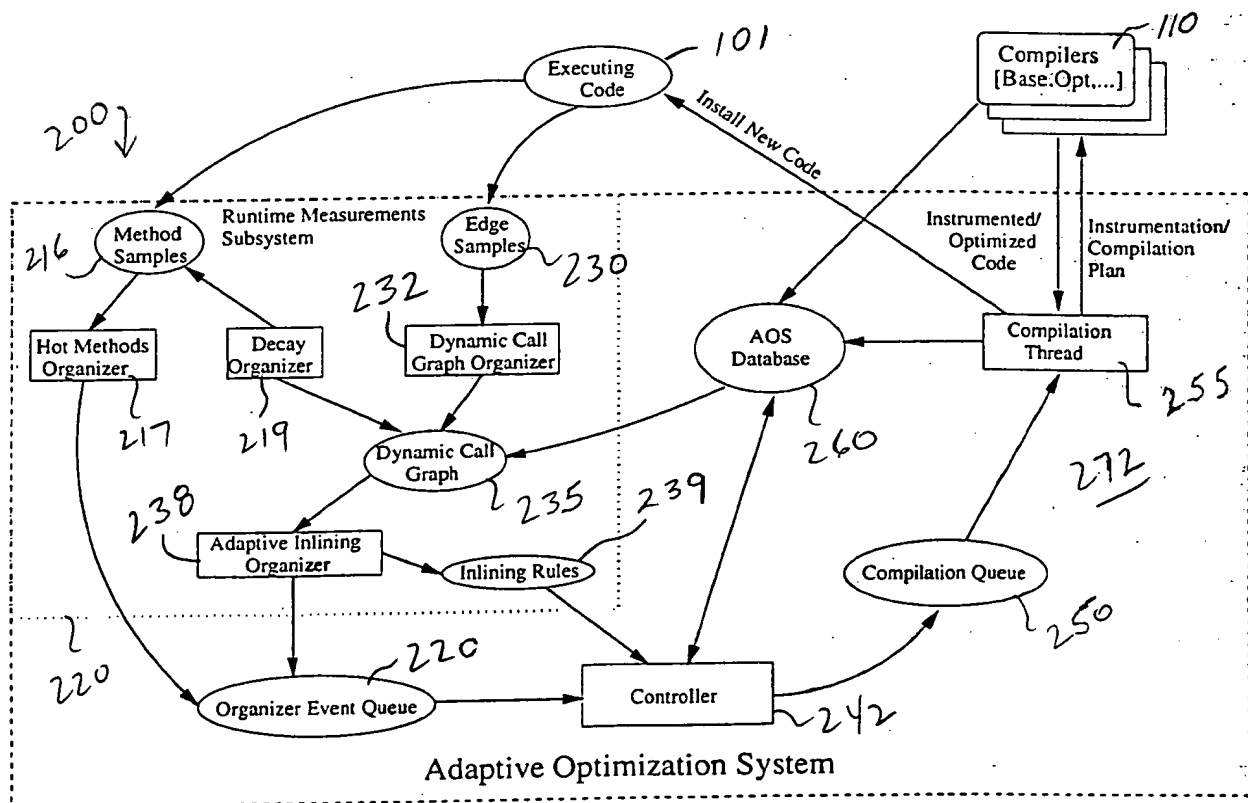 101
110
Executing
Code
Compilers
[Base,Opt,...]
200
Install New Code
Method
Samples
Runtime Measurements
Subsystem
Edge
Samples
Instrumented/
Optimized
Code
Instrumentation/
Compilation
Plan
216
230
232
Hot Methods
Organizer
Decay
Organizer
Dynamic Call
Graph Organizer
AOS
Database
Compilation
Thread
217
219
255
260
Dynamic Call
Graph
235
239
272
238
Adaptive Inlining
Organizer
Inlining Rules
Compilation Queue
250
220
220
Organizer Event Queue
Controller
242
Adaptive Optimization System